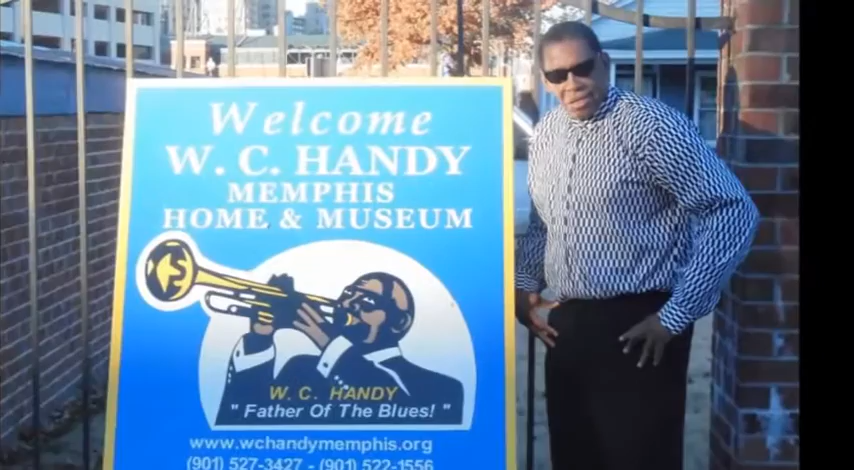 Welcome
W. C. HANDY
MEMPHIS
HOME & MUSEUM
W. C. HANDY
"Father of The Blues!"
www.wchandymemphis.org
(901) 527-3427 - (901) 522-1556